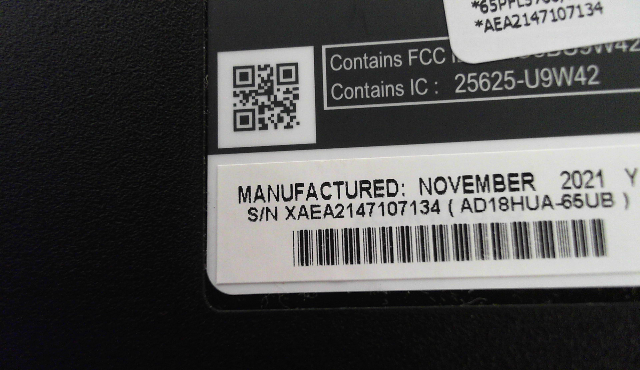 *AEA2147107134
Contains FCC
Contains IC : 25625-U9W42
MANUFACTURED: NOVEMBER 2021 Y
S/N XAEA2147107134 ( AD18HUA-65UB )